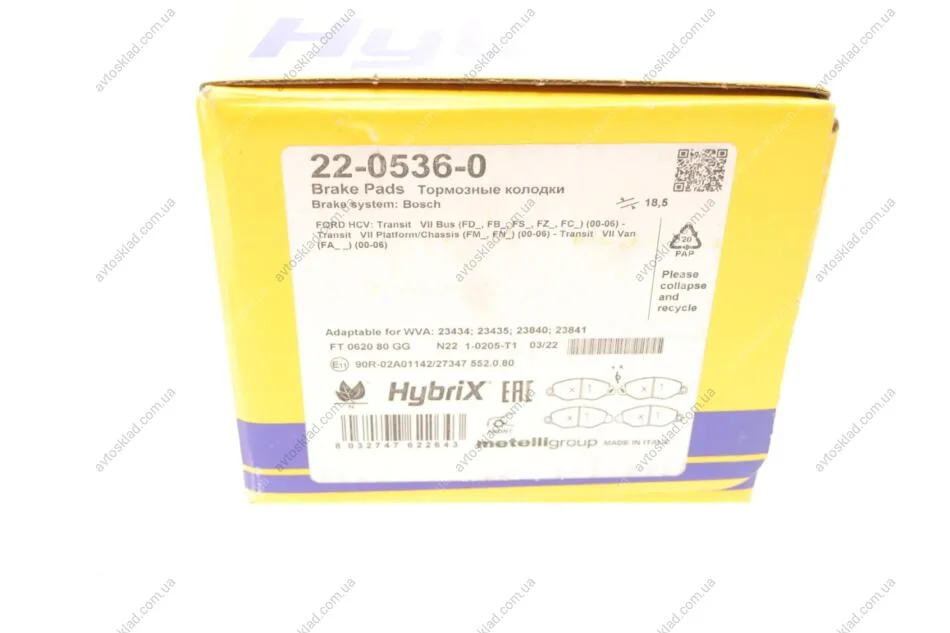 Hy
22-0536-0
Brake Pads Тормозные колодки
Brake system: Bosch
18,5
FORD HCV: Transit VII Bus (FD_, FB_, FS_, FZ_, FC_) (00-06) -
Transit VII Platform/Chassis (FM_, FN_) (00-06) - Transit VII Van
(FA_ _) (00-06)
20
PAP
Please
collapse
and
recycle
Adaptable for WVA: 23434; 23435; 23840; 23841
FT 0620 80 GG N22 1-0205-T1 03/22
E11 90R-02A01142/27347 552.0.80
HybriX EAC
FRONT
8 032747 622643
metelligroup MADE IN ITALY
avtosklad.com.ua